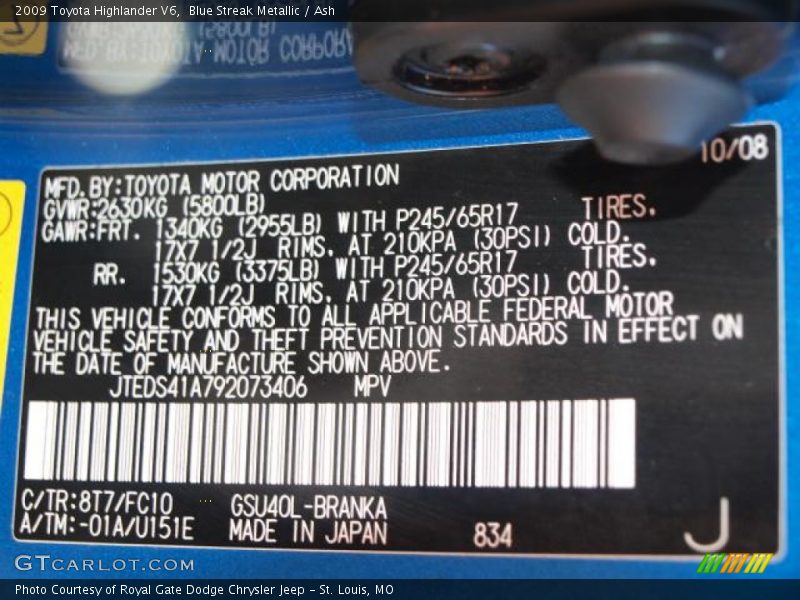 2009 Toyota Highlander V6,  Blue Streak Metallic / Ash
10/08
MFD. BY:TOYOTA MOTOR CORPORATION
GVWR:2630KG (5800LB)
GAWR:FRT. 1340KG (2955LB) WITH P245/65R17 TIRES.
17X7 1/2J RIMS. AT 210KPA (30PSI) COLD.
RR. 1530KG (3375LB) WITH P245/65R17 TIRES.
17X7 1/2J RIMS. AT 210KPA (30PSI) COLD.
THIS VEHICLE CONFORMS TO ALL APPLICABLE FEDERAL MOTOR
VEHICLE SAFETY AND THEFT PREVENTION STANDARDS IN EFFECT ON
THE DATE OF MANUFACTURE SHOWN ABOVE.
JTEDS41A792073406 MPV
C/TR:8T7/FC10 GSU40L-BRANKA
A/TM:-01A/U151E MADE IN JAPAN 834 J
GTCARLOT.COM
Photo Courtesy of Royal Gate Dodge Chrysler Jeep - St. Louis, MO